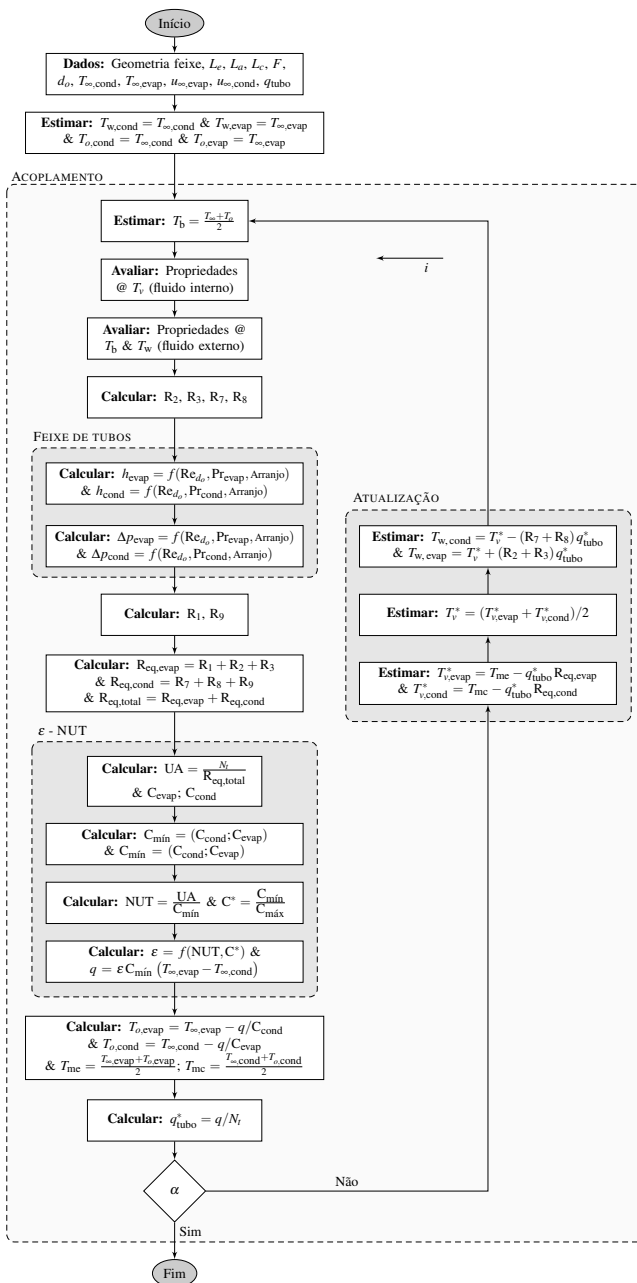 Início
Dados: Geometria feixe, L_e, L_a, L_c, F,
d_o, T_∞,cond, T_∞,evap, u_∞,evap, u_∞,cond, q_tubo
Estimar: T_w,cond = T_∞,cond & T_w,evap = T_∞,evap
& T_o,cond = T_∞,cond & T_o,evap = T_∞,evap
ACOPLAMENTO
Estimar: T_b = (T_∞+T_o)/2
i
Avaliar: Propriedades
@ T_v (fluido interno)
Avaliar: Propriedades @
T_b & T_w (fluido externo)
Calcular: R_2, R_3, R_7, R_8
FEIXE DE TUBOS
Calcular: h_evap = f(Re_d_o, Pr_evap, Arranjo)
& h_cond = f(Re_d_o, Pr_cond, Arranjo)
Calcular: Δp_evap = f(Re_d_o, Pr_evap, Arranjo)
& Δp_cond = f(Re_d_o, Pr_cond, Arranjo)
Calcular: R_1, R_9
Calcular: R_eq,evap = R_1 + R_2 + R_3
& R_eq,cond = R_7 + R_8 + R_9
& R_eq,total = R_eq,evap + R_eq,cond
ε - NUT
Calcular: UA = N_t/R_eq,total
& C_evap; C_cond
Calcular: C_mín = (C_cond; C_evap)
& C_mín = (C_cond; C_evap)
Calcular: NUT = UA/C_mín & C* = C_mín/C_máx
Calcular: ε = f(NUT, C*) &
q = ε C_mín (T_∞,evap − T_∞,cond)
Calcular: T_o,evap = T_∞,evap − q/C_cond
& T_o,cond = T_∞,cond − q/C_evap
& T_me = (T_∞,evap+T_o,evap)/2; T_mc = (T_∞,cond+T_o,cond)/2
Calcular: q*_tubo = q/N_t
α
Não
Sim
Fim
ATUALIZAÇÃO
Estimar: T_w,cond = T*_v − (R_7 + R_8) q*_tubo
& T_w,evap = T*_v + (R_2 + R_3) q*_tubo
Estimar: T*_v = (T*_v,evap + T*_v,cond)/2
Estimar: T*_v,evap = T_me − q*_tubo R_eq,evap
& T*_v,cond = T_mc − q*_tubo R_eq,cond